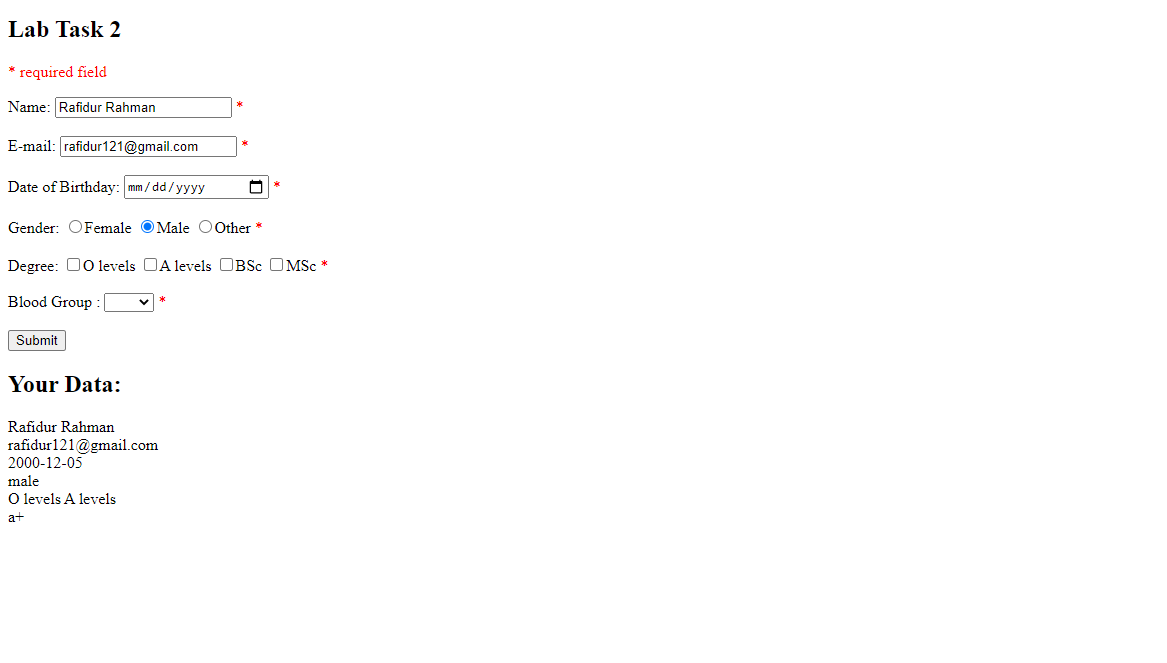 Lab Task 2
* required field
Name: Rafidur Rahman *
E-mail: rafidur121@gmail.com *
Date of Birthday: mm/dd/yyyy *
Gender: Female Male Other *
Degree: O levels A levels BSc MSc *
Blood Group : *
Submit
Your Data:
Rafidur Rahman
rafidur121@gmail.com
2000-12-05
male
O levels A levels
a+